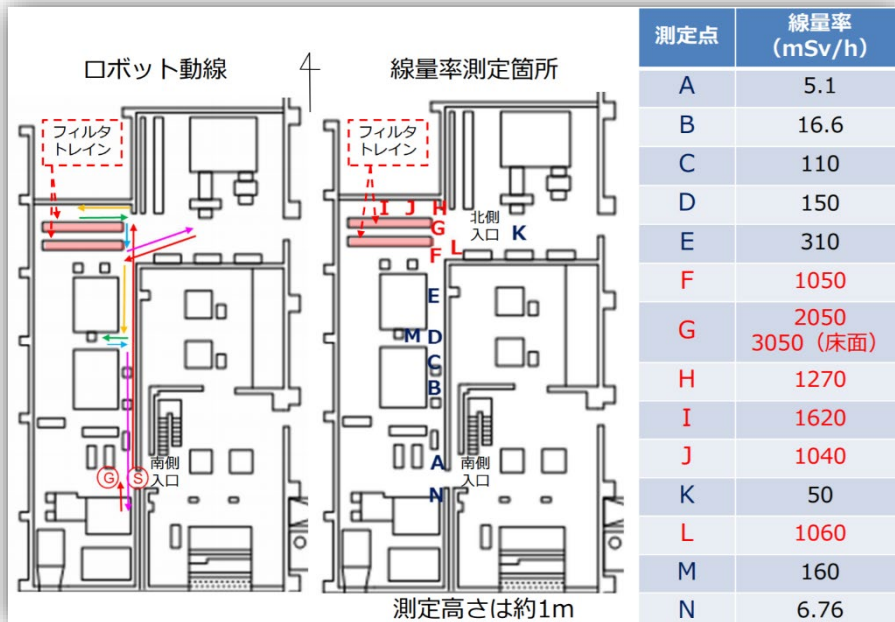 ロボット動線
フィルタ
トレイン
南側
入口
G
S
線量率測定箇所
フィルタ
トレイン
I
J
H
G
F
L
北側
入口
K
E
M
D
C
B
A
南側
入口
N
測定高さは約1m
測定点 線量率
(mSv/h)
A 5.1
B 16.6
C 110
D 150
E 310
F 1050
G 2050
3050(床面)
H 1270
I 1620
J 1040
K 50
L 1060
M 160
N 6.76